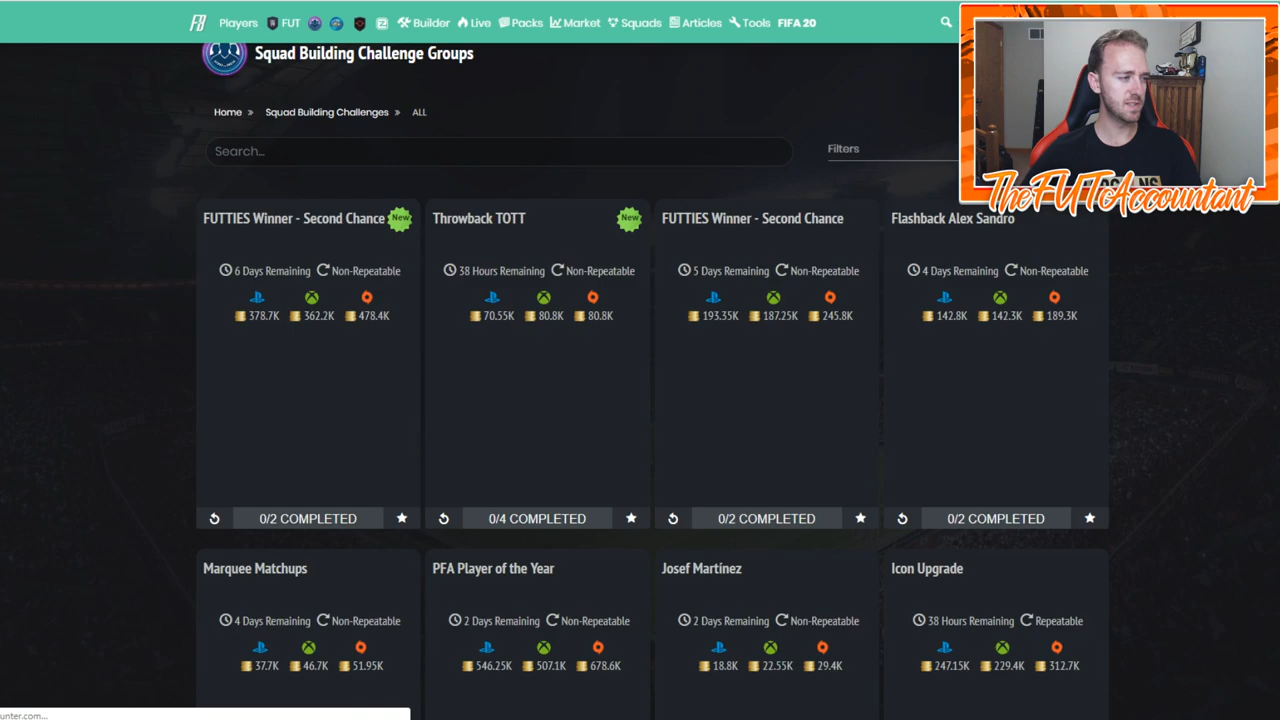 Players FUT Builder Live Packs Market Squads Articles Tools FIFA 20
Squad Building Challenge Groups
Home » Squad Building Challenges » ALL
Search...
Filters
TheFUTAccountant
FUTTIES Winner - Second Chance New
6 Days Remaining Non-Repeatable
378.7K 362.2K 478.4K
0/2 COMPLETED
Throwback TOTT New
38 Hours Remaining Non-Repeatable
70.55K 80.8K 80.8K
0/4 COMPLETED
FUTTIES Winner - Second Chance
5 Days Remaining Non-Repeatable
193.35K 187.25K 245.8K
0/2 COMPLETED
Flashback Alex Sandro
4 Days Remaining Non-Repeatable
142.8K 142.3K 189.3K
0/2 COMPLETED
Marquee Matchups
4 Days Remaining Non-Repeatable
37.7K 46.7K 51.95K
PFA Player of the Year
2 Days Remaining Non-Repeatable
546.25K 507.1K 678.6K
Josef Martínez
2 Days Remaining Non-Repeatable
18.8K 22.55K 29.4K
Icon Upgrade
38 Hours Remaining Repeatable
247.15K 229.4K 312.7K
unter.com...